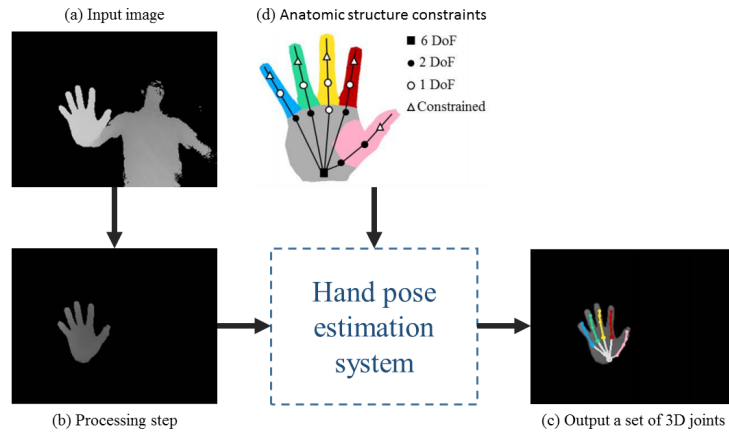 (a) Input image
(d) Anatomic structure constraints
6 DoF
2 DoF
1 DoF
Constrained
Hand pose
estimation
system
(b) Processing step
(c) Output a set of 3D joints